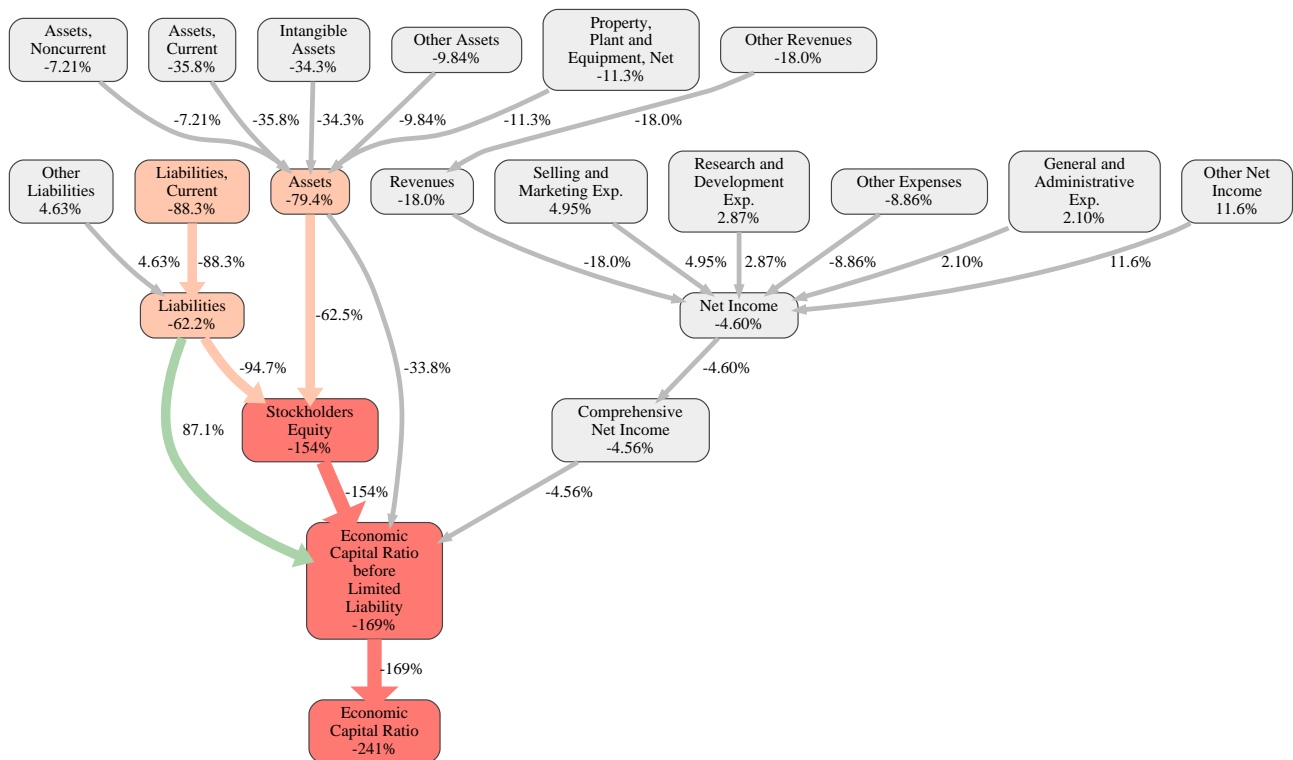 Assets,
Noncurrent
-7.21%
Assets,
Current
-35.8%
Intangible
Assets
-34.3%
Other Assets
-9.84%
Property,
Plant and
Equipment, Net
-11.3%
Other Revenues
-18.0%
-7.21%
-35.8%
-34.3%
-9.84%
-11.3%
-18.0%
Other
Liabilities
4.63%
Liabilities,
Current
-88.3%
Assets
-79.4%
Revenues
-18.0%
Selling and
Marketing Exp.
4.95%
Research and
Development
Exp.
2.87%
Other Expenses
-8.86%
General and
Administrative
Exp.
2.10%
Other Net
Income
11.6%
4.63%
-88.3%
-18.0%
4.95%
2.87%
-8.86%
2.10%
11.6%
Liabilities
-62.2%
-62.5%
Net Income
-4.60%
-94.7%
-33.8%
-4.60%
87.1%
Stockholders
Equity
-154%
Comprehensive
Net Income
-4.56%
-154%
-4.56%
Economic
Capital Ratio
before
Limited
Liability
-169%
-169%
Economic
Capital Ratio
-241%